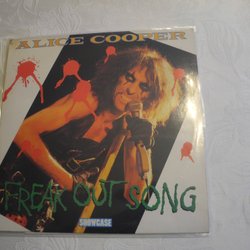 ALICE COOPER
FREAK OUT SONG
SHOWCASE